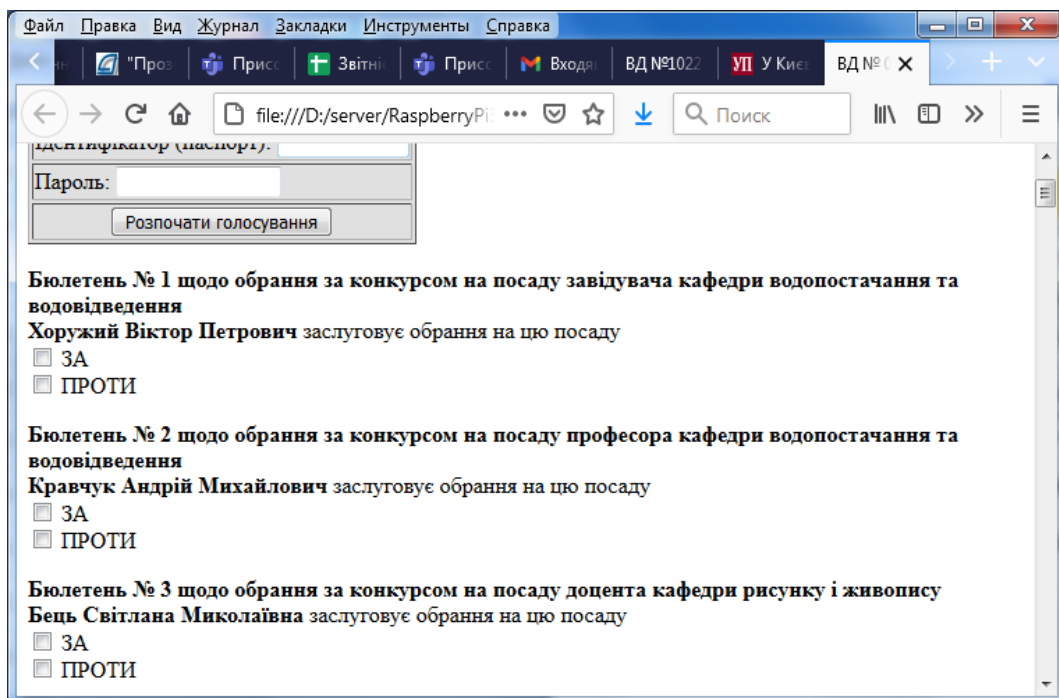 Файл Правка Вид Журнал Закладки Инструменты Справка
"Проз Присс Звітні Присс Входя ВД №1022 УП У Києв ВД №
file:///D:/server/RaspberryPi Поиск
Ідентифікатор (паспорт):
Пароль:
Розпочати голосування
Бюлетень № 1 щодо обрання за конкурсом на посаду завідувача кафедри водопостачання та
водовідведення
Хоружий Віктор Петрович заслуговує обрання на цю посаду
ЗА
ПРОТИ
Бюлетень № 2 щодо обрання за конкурсом на посаду професора кафедри водопостачання та
водовідведення
Кравчук Андрій Михайлович заслуговує обрання на цю посаду
ЗА
ПРОТИ
Бюлетень № 3 щодо обрання за конкурсом на посаду доцента кафедри рисунку і живопису
Бець Світлана Миколаївна заслуговує обрання на цю посаду
ЗА
ПРОТИ